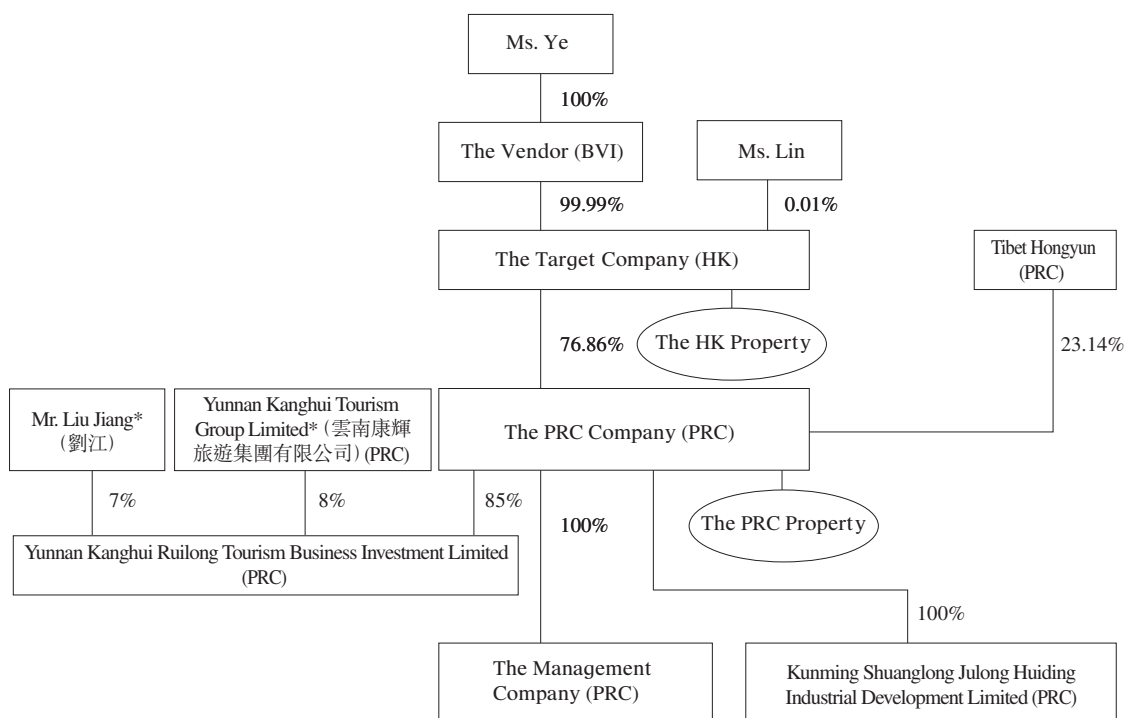 Ms. Ye
100%
The Vendor (BVI)
Ms. Lin
99.99%
0.01%
The Target Company (HK)
Tibet Hongyun
(PRC)
76.86%
The HK Property
23.14%
Mr. Liu Jiang*
(劉江)
Yunnan Kanghui Tourism
Group Limited* (雲南康輝
旅遊集團有限公司) (PRC)
The PRC Company (PRC)
7%
8%
85%
100%
The PRC Property
Yunnan Kanghui Ruilong Tourism Business Investment Limited
(PRC)
100%
The Management
Company (PRC)
Kunming Shuanglong Julong Huiding
Industrial Development Limited (PRC)